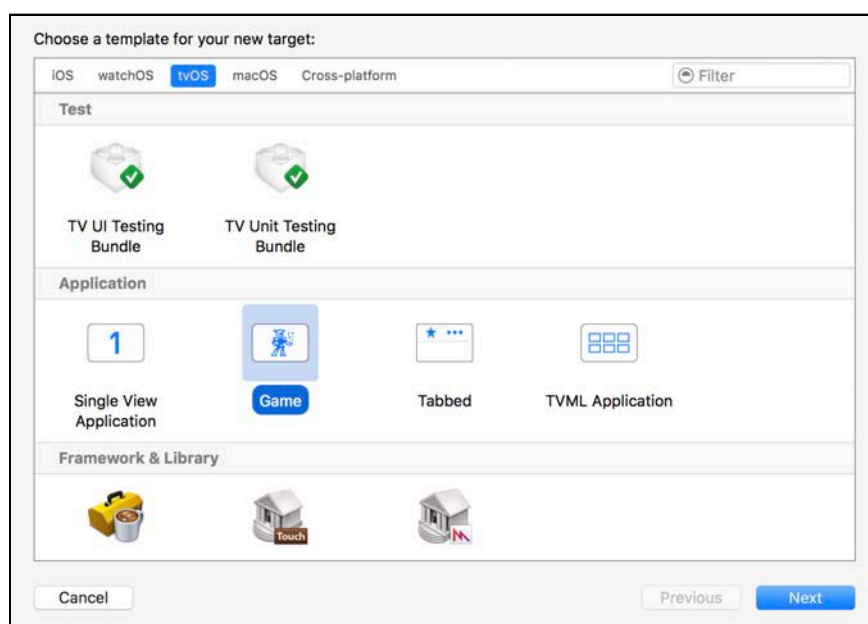 Choose a template for your new target:
iOS watchOS tvOS macOS Cross-platform Filter
Test
TV UI Testing
Bundle
TV Unit Testing
Bundle
Application
1
Single View
Application
Game
Tabbed
TVML Application
Framework & Library
Touch
Cancel Previous Next